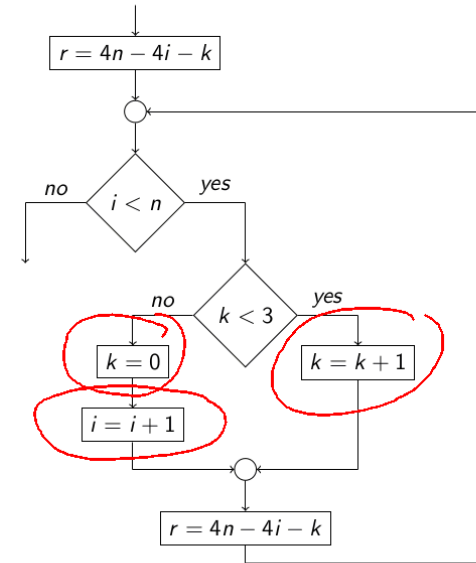 r = 4n − 4i − k
no
yes
i < n
no
yes
k < 3
k = 0
k = k + 1
i = i + 1
r = 4n − 4i − k